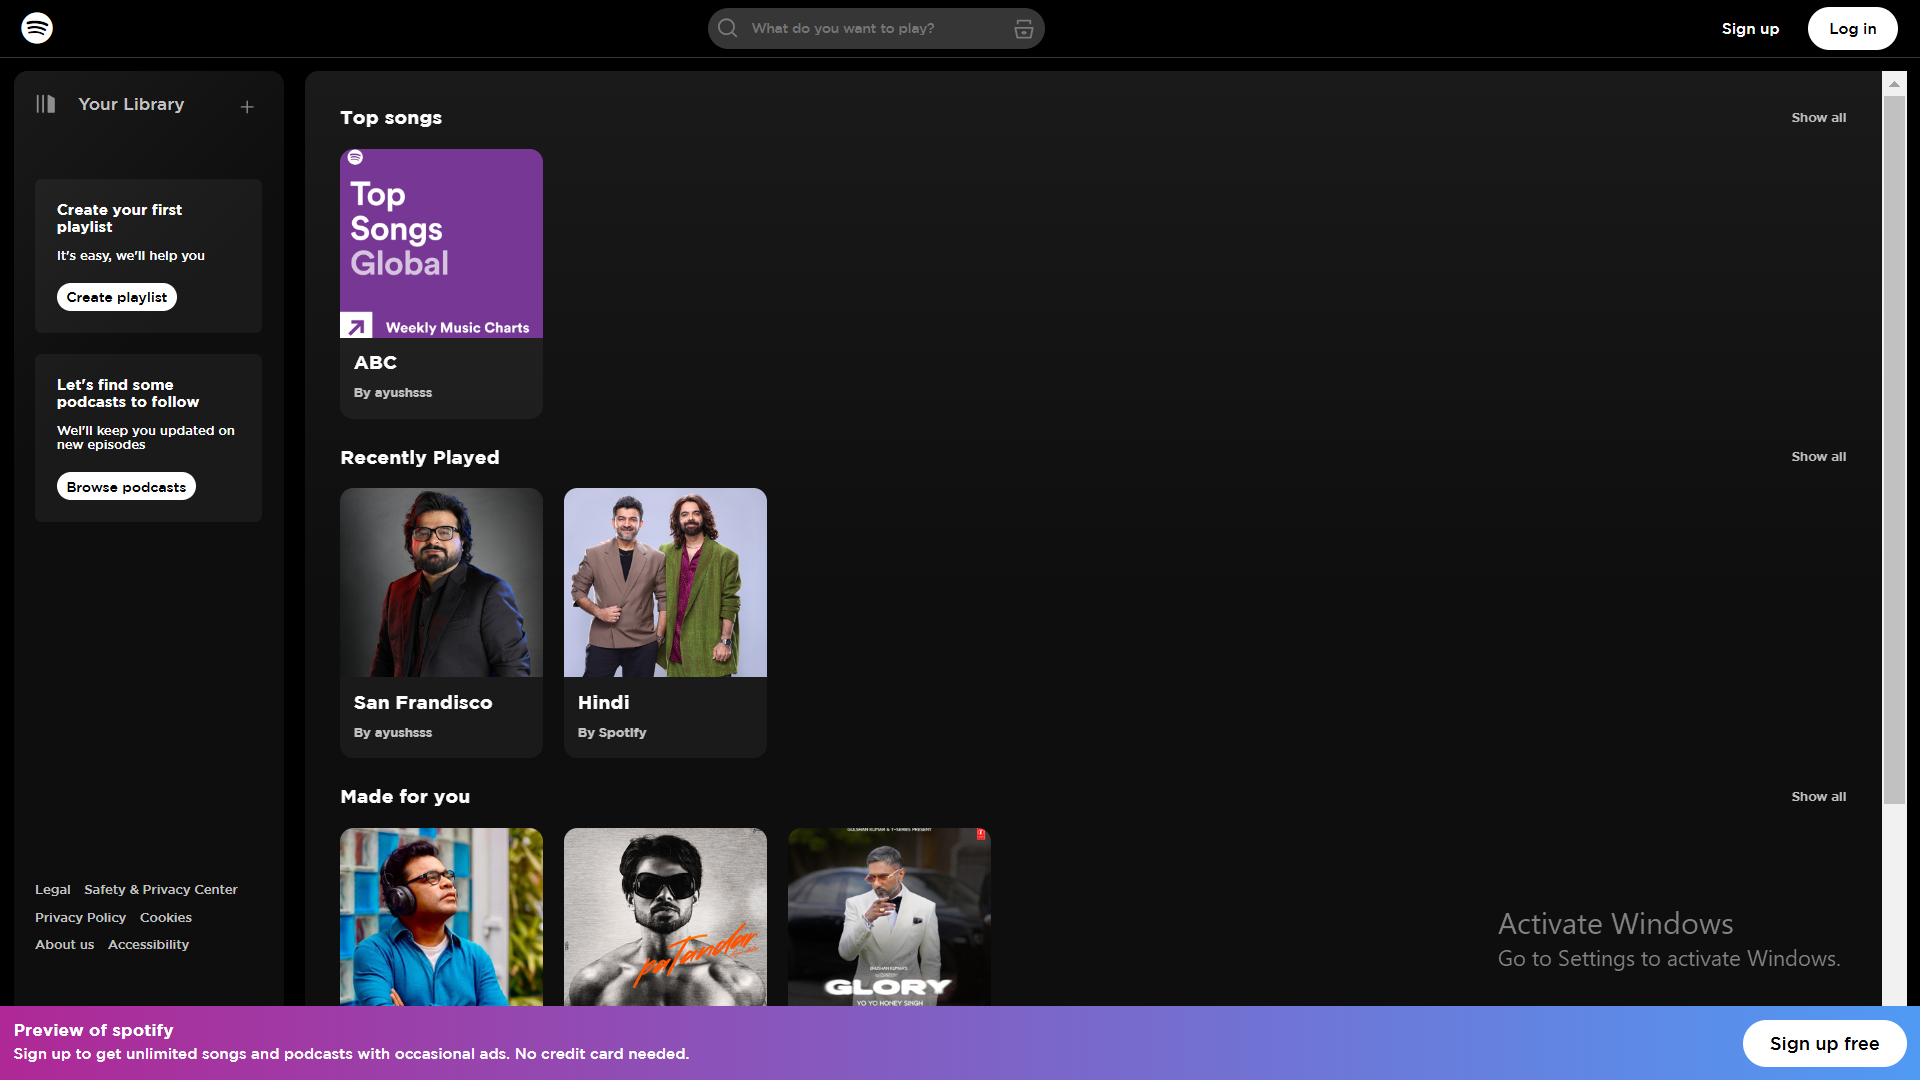 What do you want to play?
Sign up
Log in
Your Library
Create your first
playlist
It's easy, we'll help you
Create playlist
Let's find some
podcasts to follow
Wel'll keep you updated on
new episodes
Browse podcasts
Legal Safety & Privacy Center
Privacy Policy Cookies
About us Accessibility
Top songs
Show all
Top
Songs
Global
Weekly Music Charts
ABC
By ayushsss
Recently Played
Show all
San Frandisco
By ayushsss
Hindi
By Spotify
Made for you
Show all
paTandar
GULSHAN KUMAR & T-SERIES PRESENT
BHUSHAN KUMAR'S
GLORY
YO YO HONEY SINGH
Activate Windows
Go to Settings to activate Windows.
Preview of spotify
Sign up to get unlimited songs and podcasts with occasional ads. No credit card needed.
Sign up free